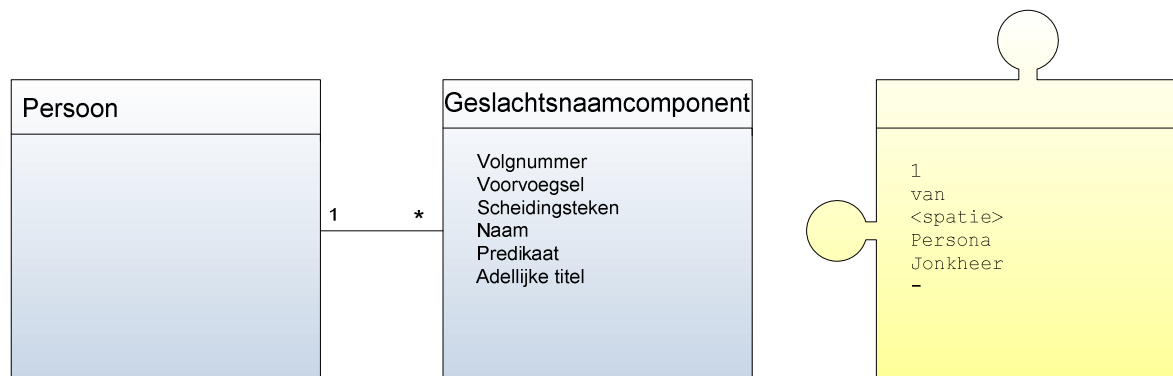 Persoon
1
*
Geslachtsnaamcomponent
Volgnummer
Voorvoegsel
Scheidingsteken
Naam
Predikaat
Adellijke titel
1
van
<spatie>
Persona
Jonkheer
-